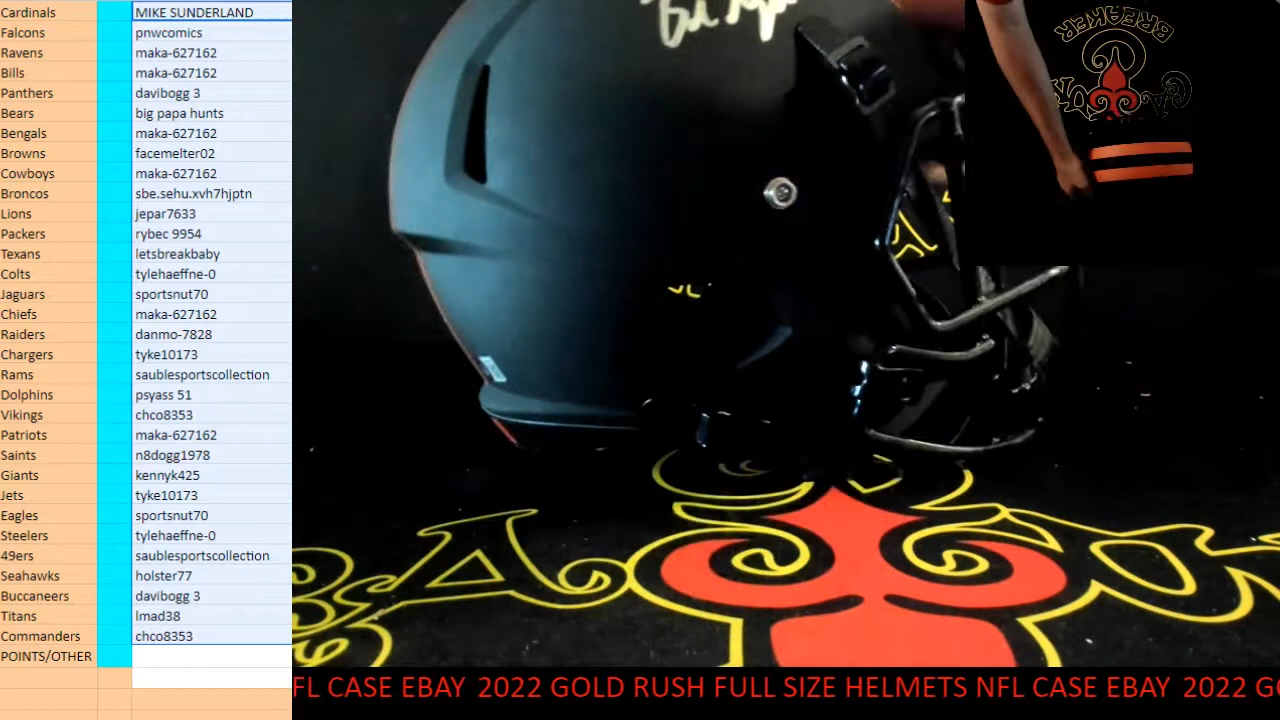 Cardinals MIKE SUNDERLAND
Falcons pnwcomics
Ravens maka-627162
Bills maka-627162
Panthers davibogg 3
Bears big papa hunts
Bengals maka-627162
Browns facemelter02
Cowboys maka-627162
Broncos sbe.sehu.xvh7hjptn
Lions jepar7633
Packers rybec 9954
Texans letsbreakbaby
Colts tylehaeffne-0
Jaguars sportsnut70
Chiefs maka-627162
Raiders danmo-7828
Chargers tyke10173
Rams saublesportscollection
Dolphins psyass 51
Vikings chco8353
Patriots maka-627162
Saints n8dogg1978
Giants kennyk425
Jets tyke10173
Eagles sportsnut70
Steelers tylehaeffne-0
49ers saublesportscollection
Seahawks holster77
Buccaneers davibogg 3
Titans lmad38
Commanders chco8353
POINTS/OTHER
BREAKER
FL CASE EBAY 2022 GOLD RUSH FULL SIZE HELMETS NFL CASE EBAY 2022 GO